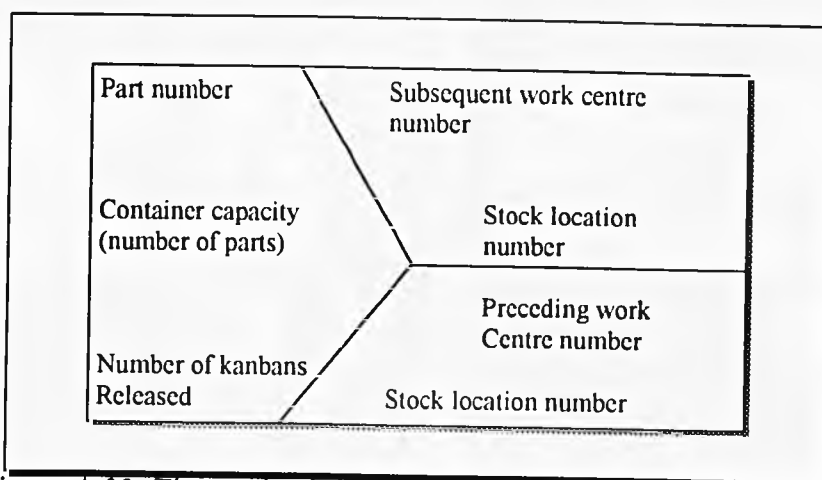 Part number
Container capacity
(number of parts)
Number of kanbans
Released
Subsequent work centre
number
Stock location
number
Preceding work
Centre number
Stock location number